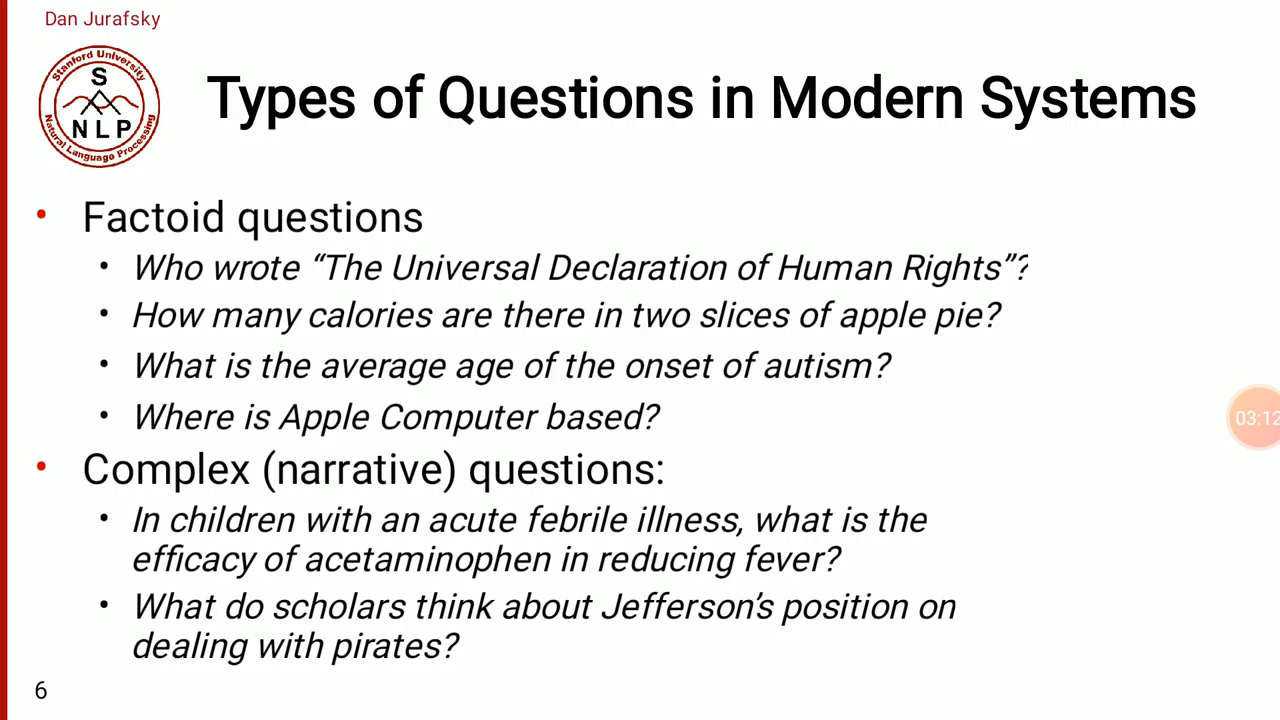 Dan Jurafsky
Stanford University
S
NLP
Natural Language Processing
Types of Questions in Modern Systems
• Factoid questions
• Who wrote “The Universal Declaration of Human Rights”?
• How many calories are there in two slices of apple pie?
• What is the average age of the onset of autism?
• Where is Apple Computer based?
03:12
• Complex (narrative) questions:
• In children with an acute febrile illness, what is the
efficacy of acetaminophen in reducing fever?
• What do scholars think about Jefferson’s position on
dealing with pirates?
6